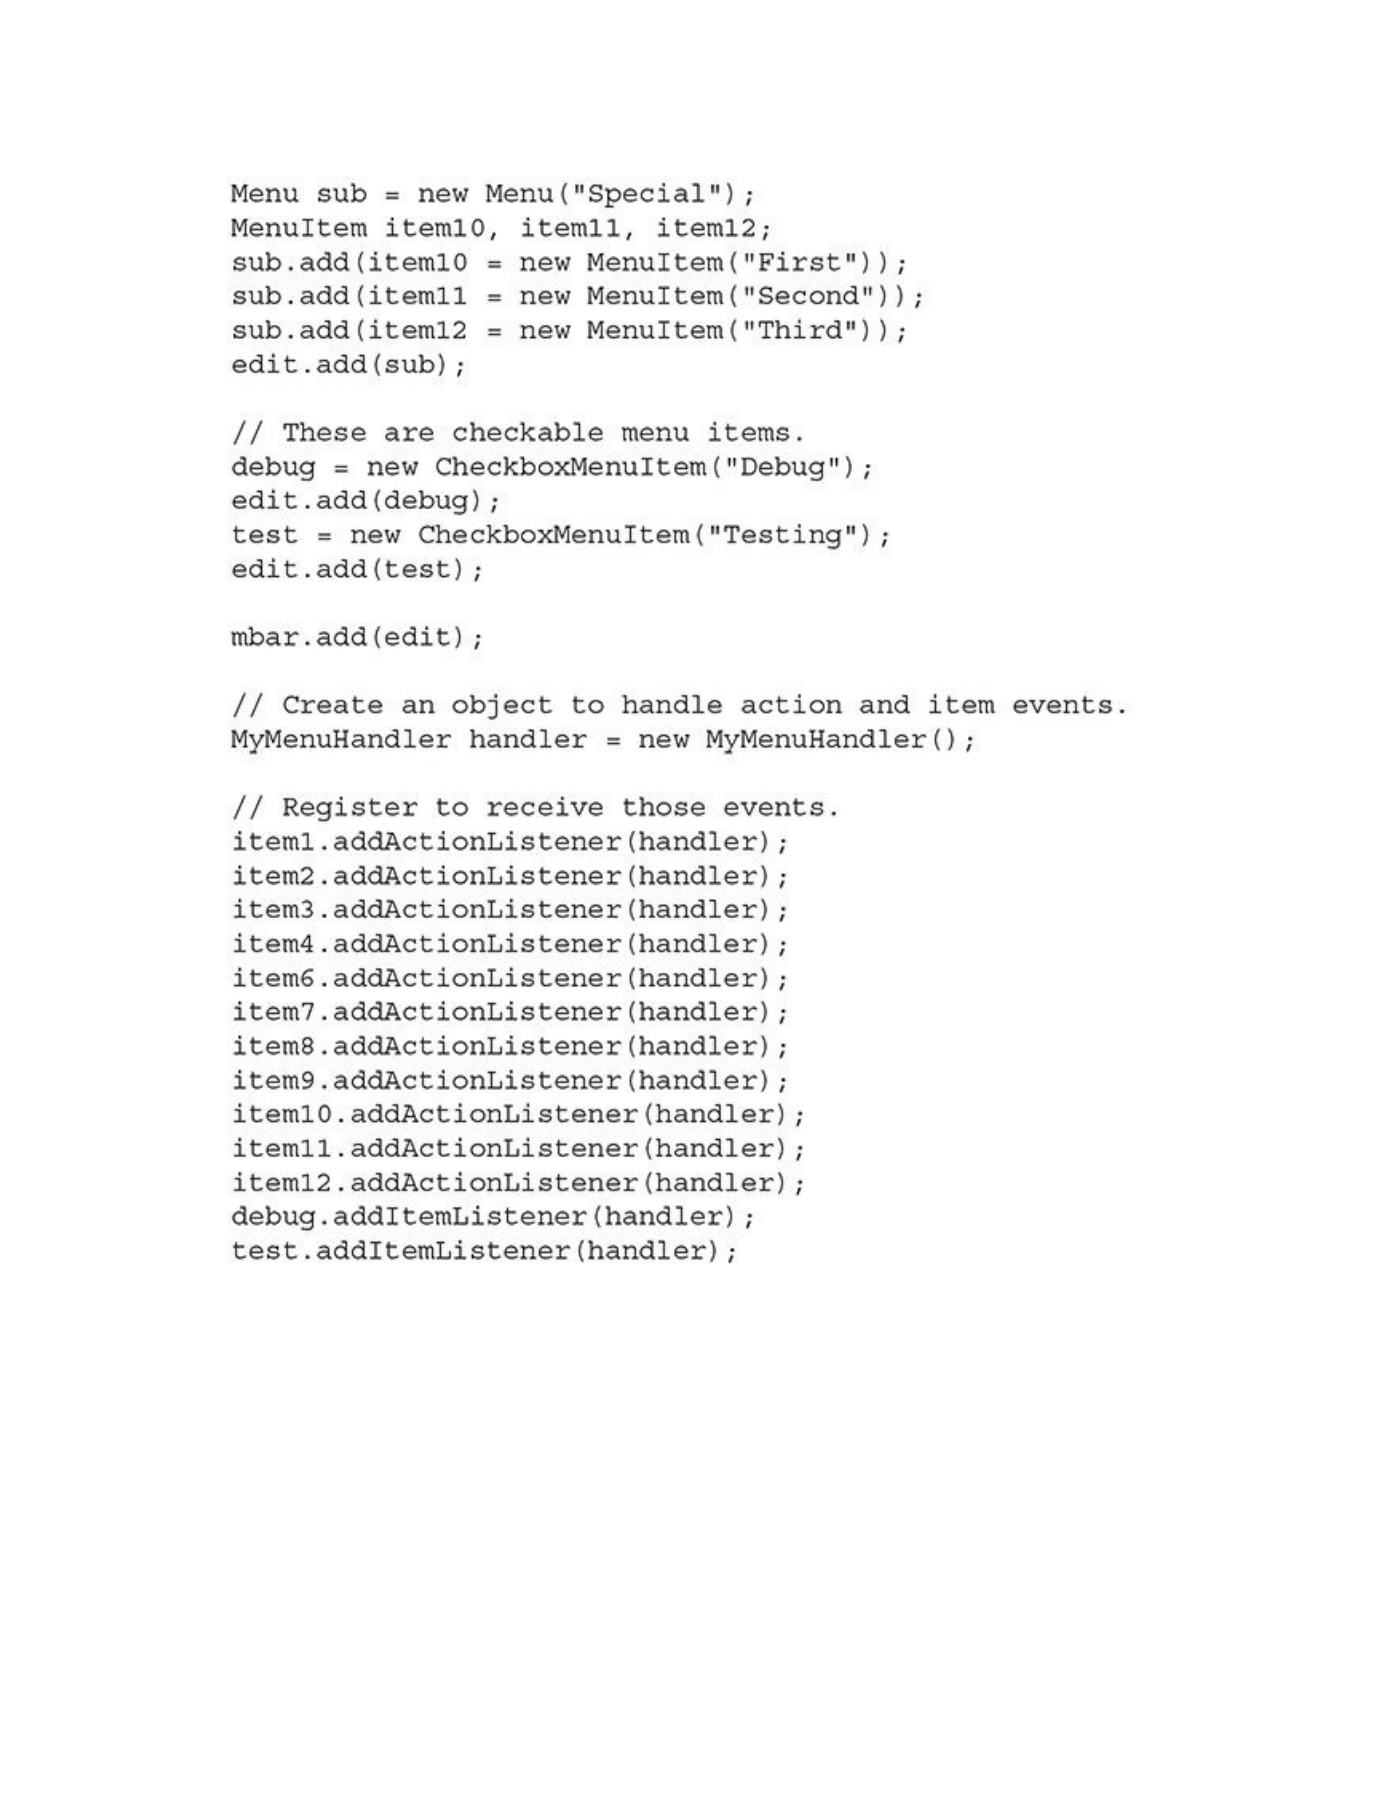 Menu sub = new Menu("Special");
MenuItem item10, item11, item12;
sub.add(item10 = new MenuItem("First"));
sub.add(item11 = new MenuItem("Second"));
sub.add(item12 = new MenuItem("Third"));
edit.add(sub);

// These are checkable menu items.
debug = new CheckboxMenuItem("Debug");
edit.add(debug);
test = new CheckboxMenuItem("Testing");
edit.add(test);

mbar.add(edit);

// Create an object to handle action and item events.
MyMenuHandler handler = new MyMenuHandler();

// Register to receive those events.
item1.addActionListener(handler);
item2.addActionListener(handler);
item3.addActionListener(handler);
item4.addActionListener(handler);
item6.addActionListener(handler);
item7.addActionListener(handler);
item8.addActionListener(handler);
item9.addActionListener(handler);
item10.addActionListener(handler);
item11.addActionListener(handler);
item12.addActionListener(handler);
debug.addItemListener(handler);
test.addItemListener(handler);